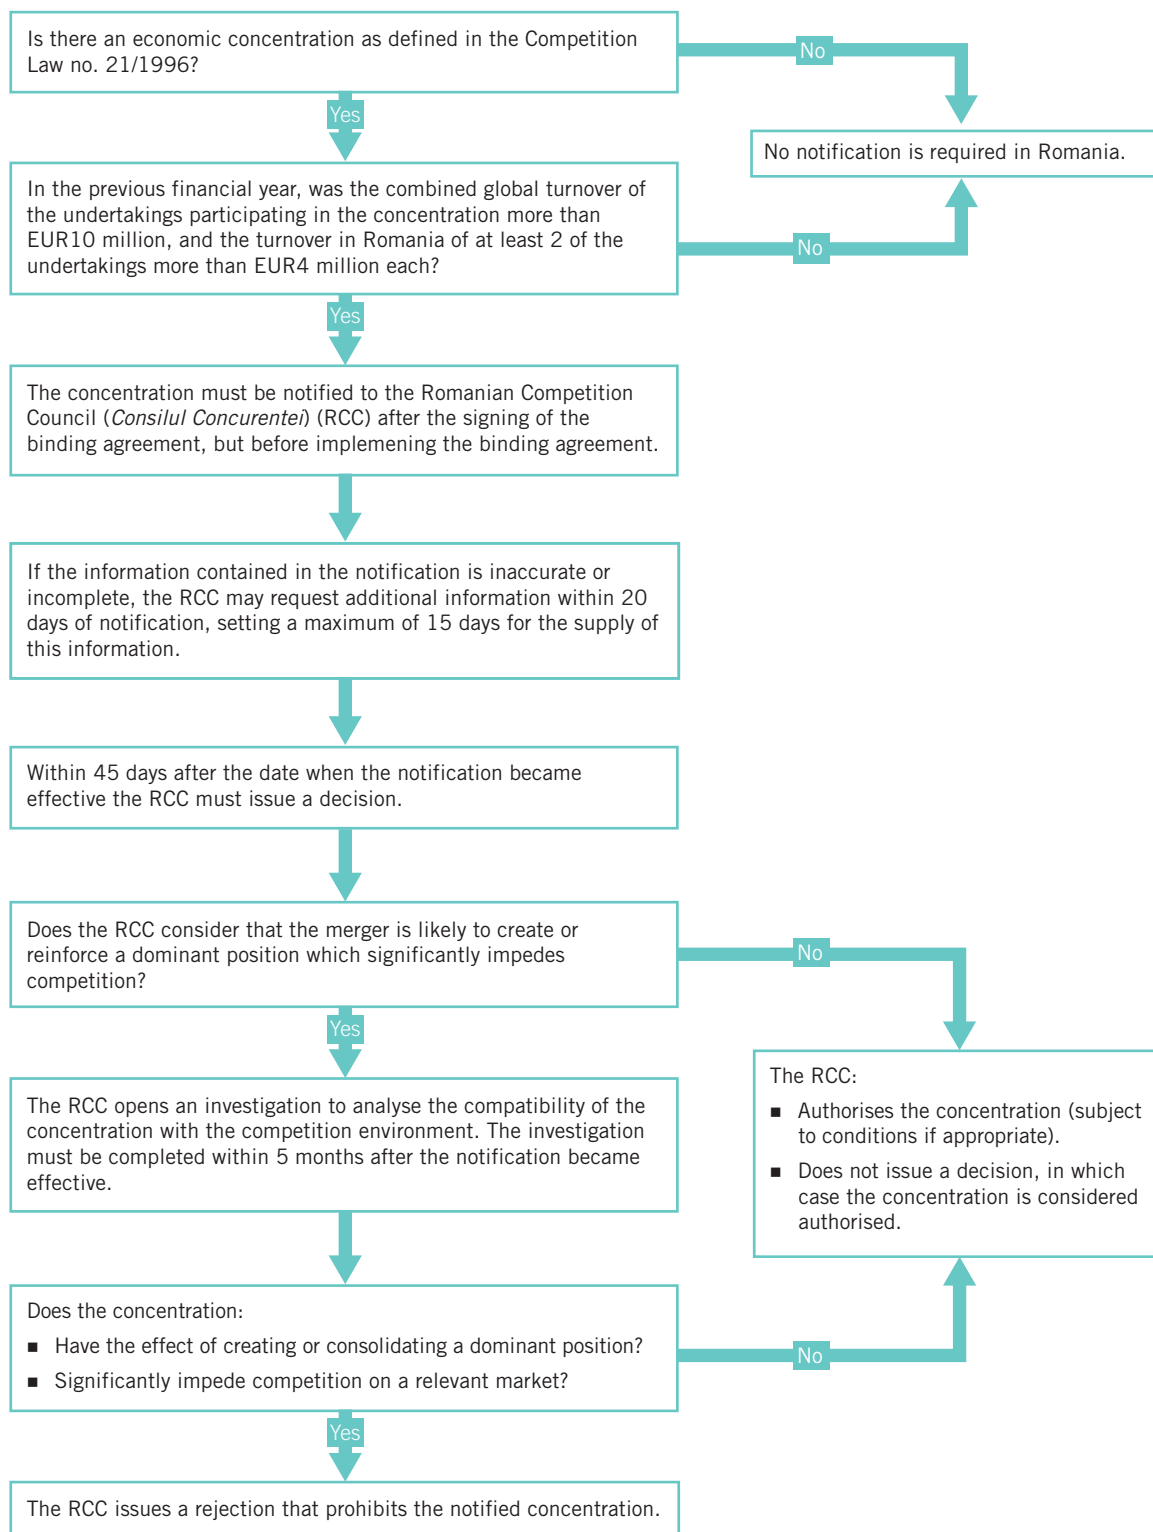 Is there an economic concentration as defined in the Competition
Law no. 21/1996?
No
Yes
No notification is required in Romania.
In the previous financial year, was the combined global turnover of
the undertakings participating in the concentration more than
EUR10 million, and the turnover in Romania of at least 2 of the
undertakings more than EUR4 million each?
No
Yes
The concentration must be notified to the Romanian Competition
Council (Consilul Concurentei) (RCC) after the signing of the
binding agreement, but before implemening the binding agreement.
If the information contained in the notification is inaccurate or
incomplete, the RCC may request additional information within 20
days of notification, setting a maximum of 15 days for the supply of
this information.
Within 45 days after the date when the notification became
effective the RCC must issue a decision.
Does the RCC consider that the merger is likely to create or
reinforce a dominant position which significantly impedes
competition?
No
Yes
The RCC opens an investigation to analyse the compatibility of the
concentration with the competition environment. The investigation
must be completed within 5 months after the notification became
effective.
The RCC:
■ Authorises the concentration (subject
to conditions if appropriate).
■ Does not issue a decision, in which
case the concentration is considered
authorised.
Does the concentration:
■ Have the effect of creating or consolidating a dominant position?
■ Significantly impede competition on a relevant market?
No
Yes
The RCC issues a rejection that prohibits the notified concentration.